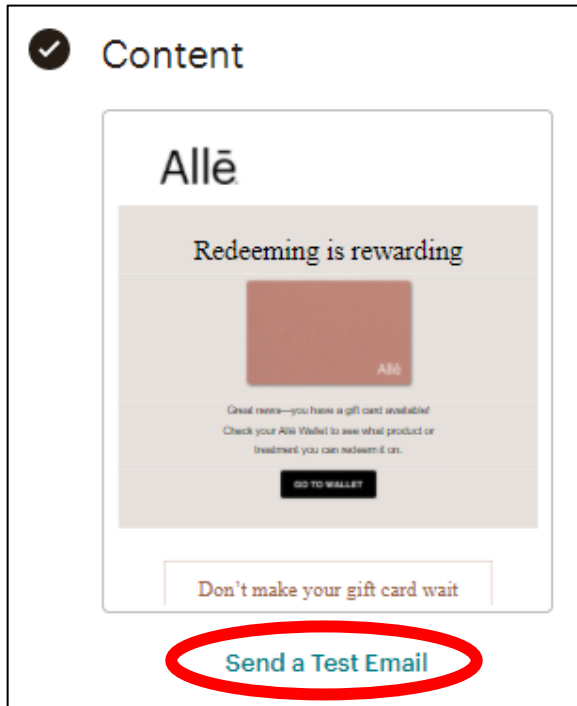 Content
Allē
Redeeming is rewarding
Allē
Great news—you have a gift card available!
Check your Allē Wallet to see what product or
treatment you can redeem it on.
GO TO WALLET
Don't make your gift card wait
Send a Test Email